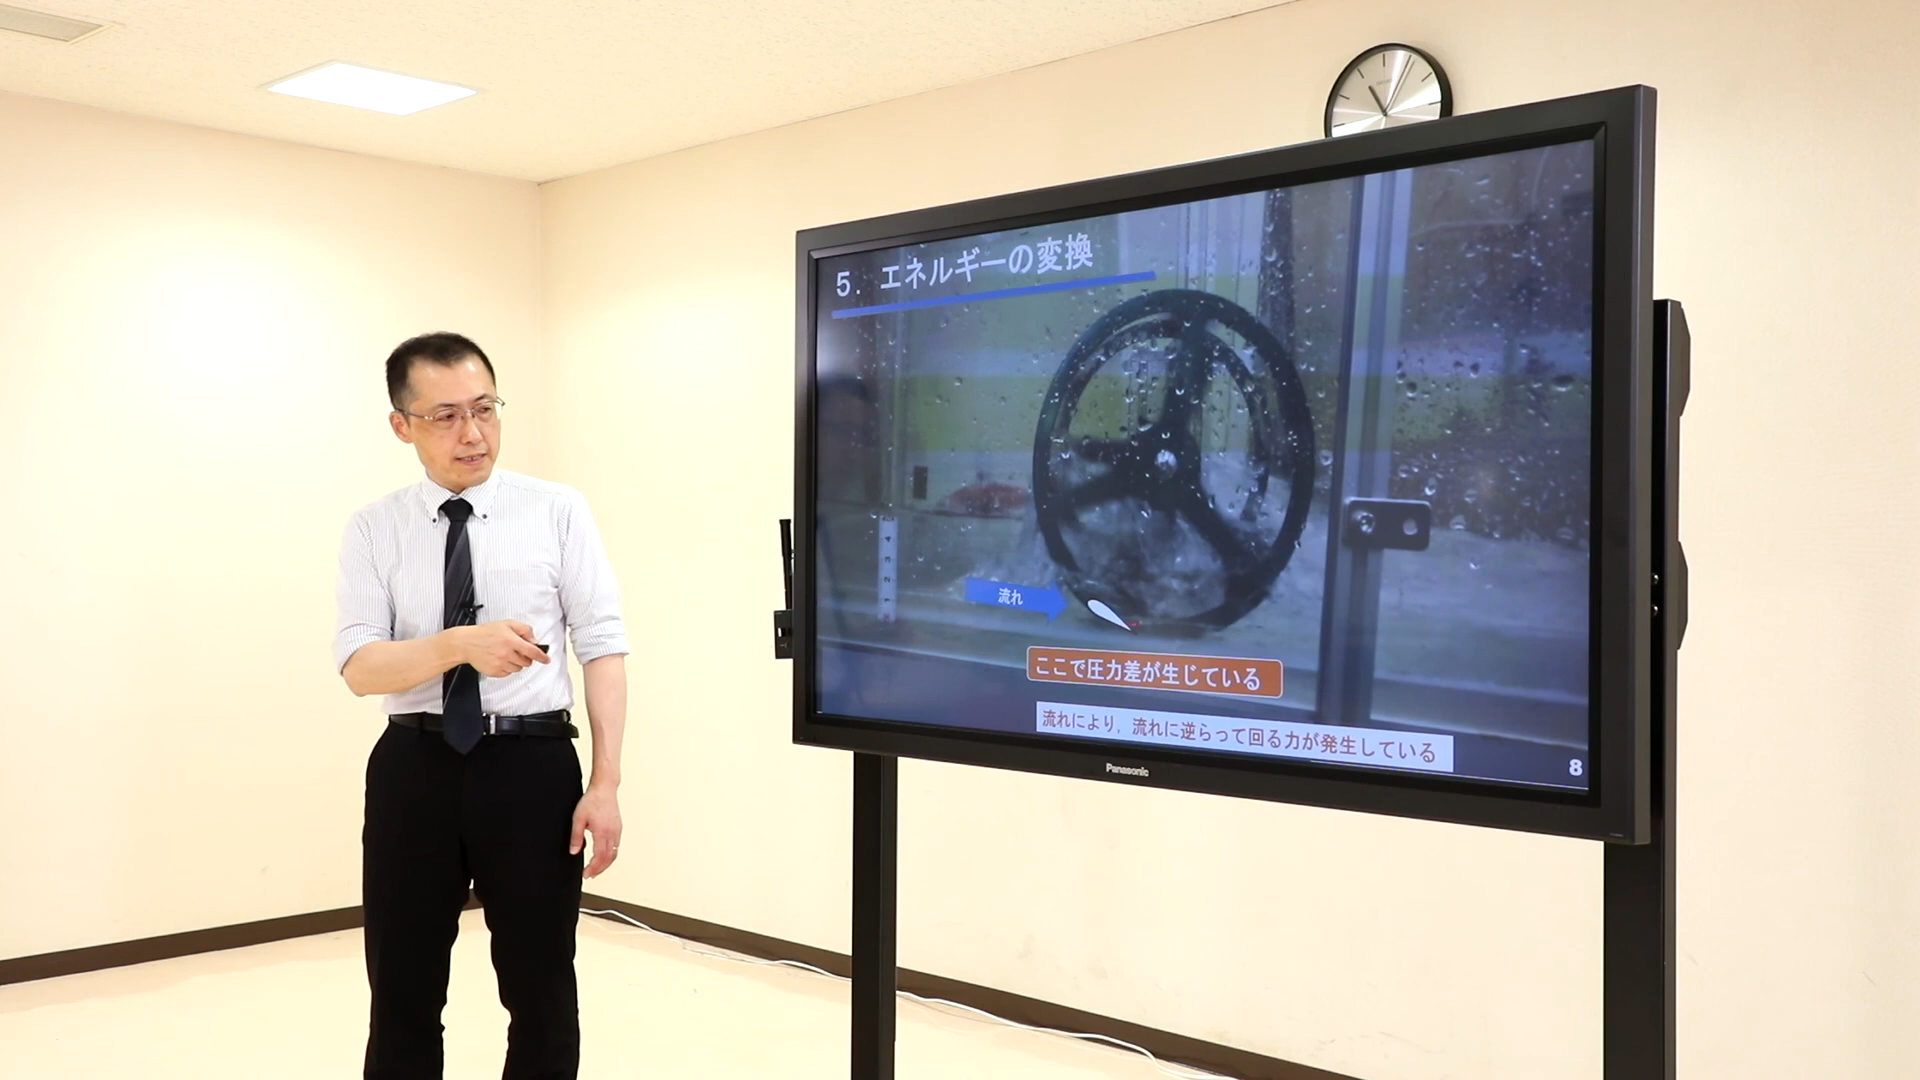 5. エネルギーの変換
流れ
ここで圧力差が生じている
流れにより，流れに逆らって回る力が発生している
8
Panasonic